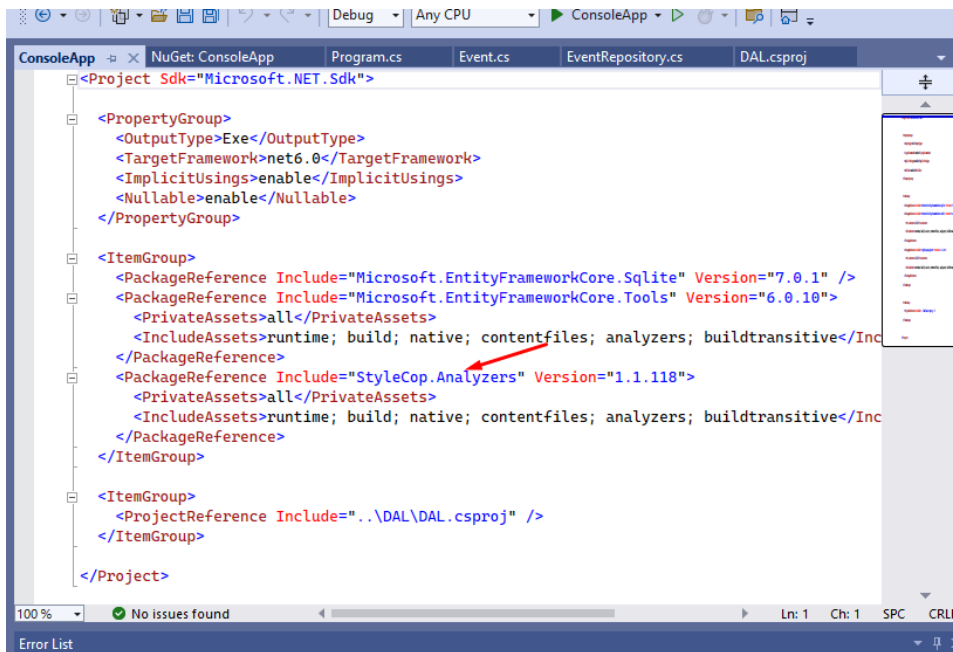 Debug Any CPU ConsoleApp
ConsoleApp NuGet: ConsoleApp Program.cs Event.cs EventRepository.cs DAL.csproj
<Project Sdk="Microsoft.NET.Sdk">
<PropertyGroup>
<OutputType>Exe</OutputType>
<TargetFramework>net6.0</TargetFramework>
<ImplicitUsings>enable</ImplicitUsings>
<Nullable>enable</Nullable>
</PropertyGroup>
<ItemGroup>
<PackageReference Include="Microsoft.EntityFrameworkCore.Sqlite" Version="7.0.1" />
<PackageReference Include="Microsoft.EntityFrameworkCore.Tools" Version="6.0.10">
<PrivateAssets>all</PrivateAssets>
<IncludeAssets>runtime; build; native; contentfiles; analyzers; buildtransitive</Inc
</PackageReference>
<PackageReference Include="StyleCop.Analyzers" Version="1.1.118">
<PrivateAssets>all</PrivateAssets>
<IncludeAssets>runtime; build; native; contentfiles; analyzers; buildtransitive</Inc
</PackageReference>
</ItemGroup>
<ItemGroup>
<ProjectReference Include="..\DAL\DAL.csproj" />
</ItemGroup>
</Project>
100 % No issues found Ln: 1 Ch: 1 SPC CRL
Error List